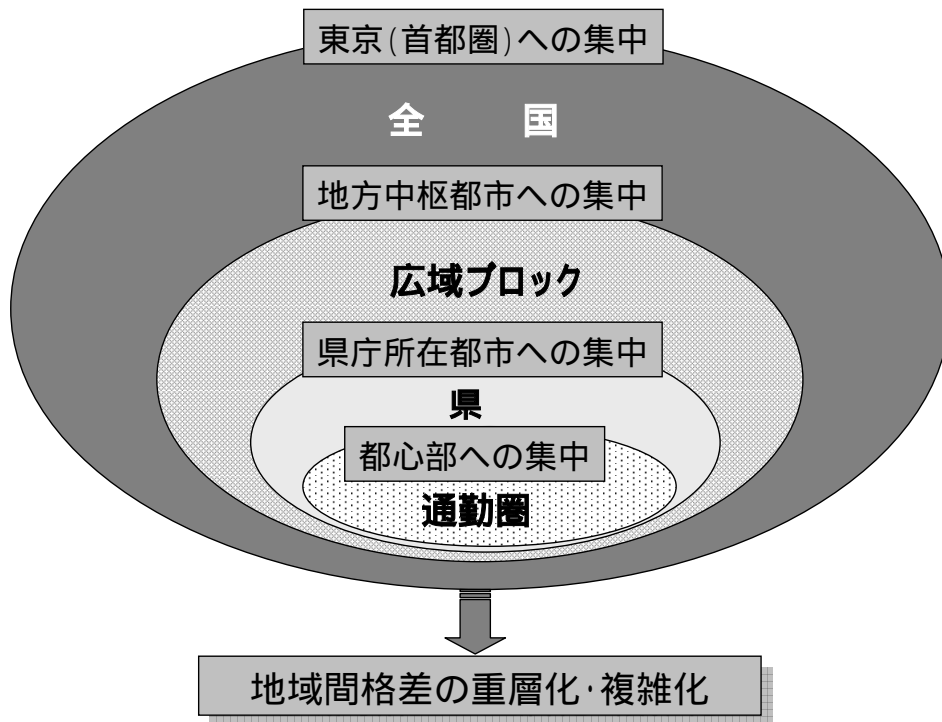 東京(首都圏)への集中
全　国
地方中枢都市への集中
広域ブロック
県庁所在都市への集中
県
都心部への集中
通勤圏
地域間格差の重層化・複雑化